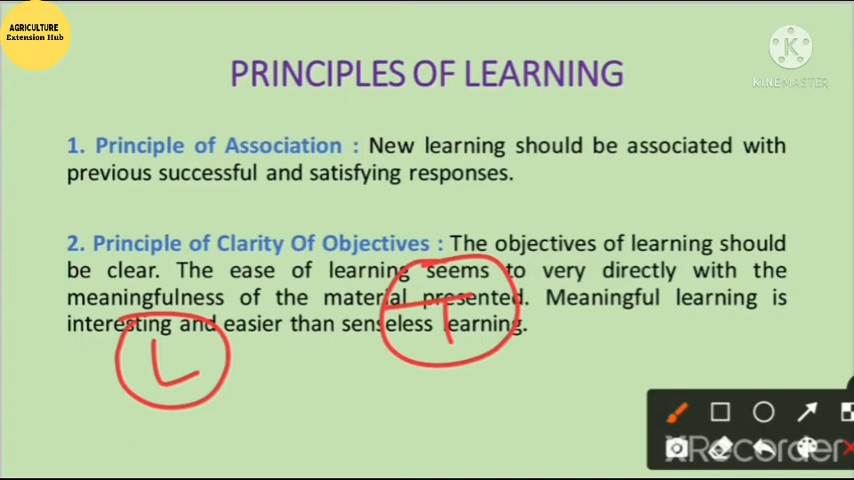 AGRICULTURE
Extension Hub
KINEMASTER
PRINCIPLES OF LEARNING
1. Principle of Association : New learning should be associated with
previous successful and satisfying responses.
2. Principle of Clarity Of Objectives : The objectives of learning should
be clear. The ease of learning seems to very directly with the
meaningfulness of the material presented. Meaningful learning is
interesting and easier than senseless learning.
T
L
XRecorder